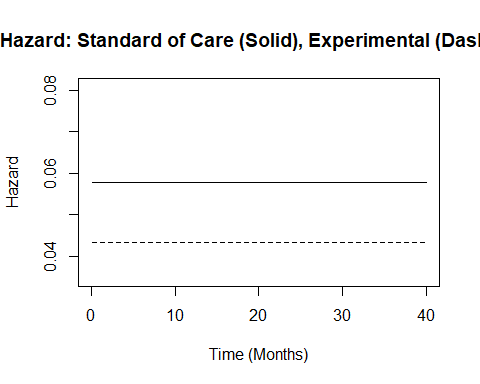 Hazard: Standard of Care (Solid), Experimental (Das
Hazard
0.08
0.06
0.04
0 10 20 30 40
Time (Months)